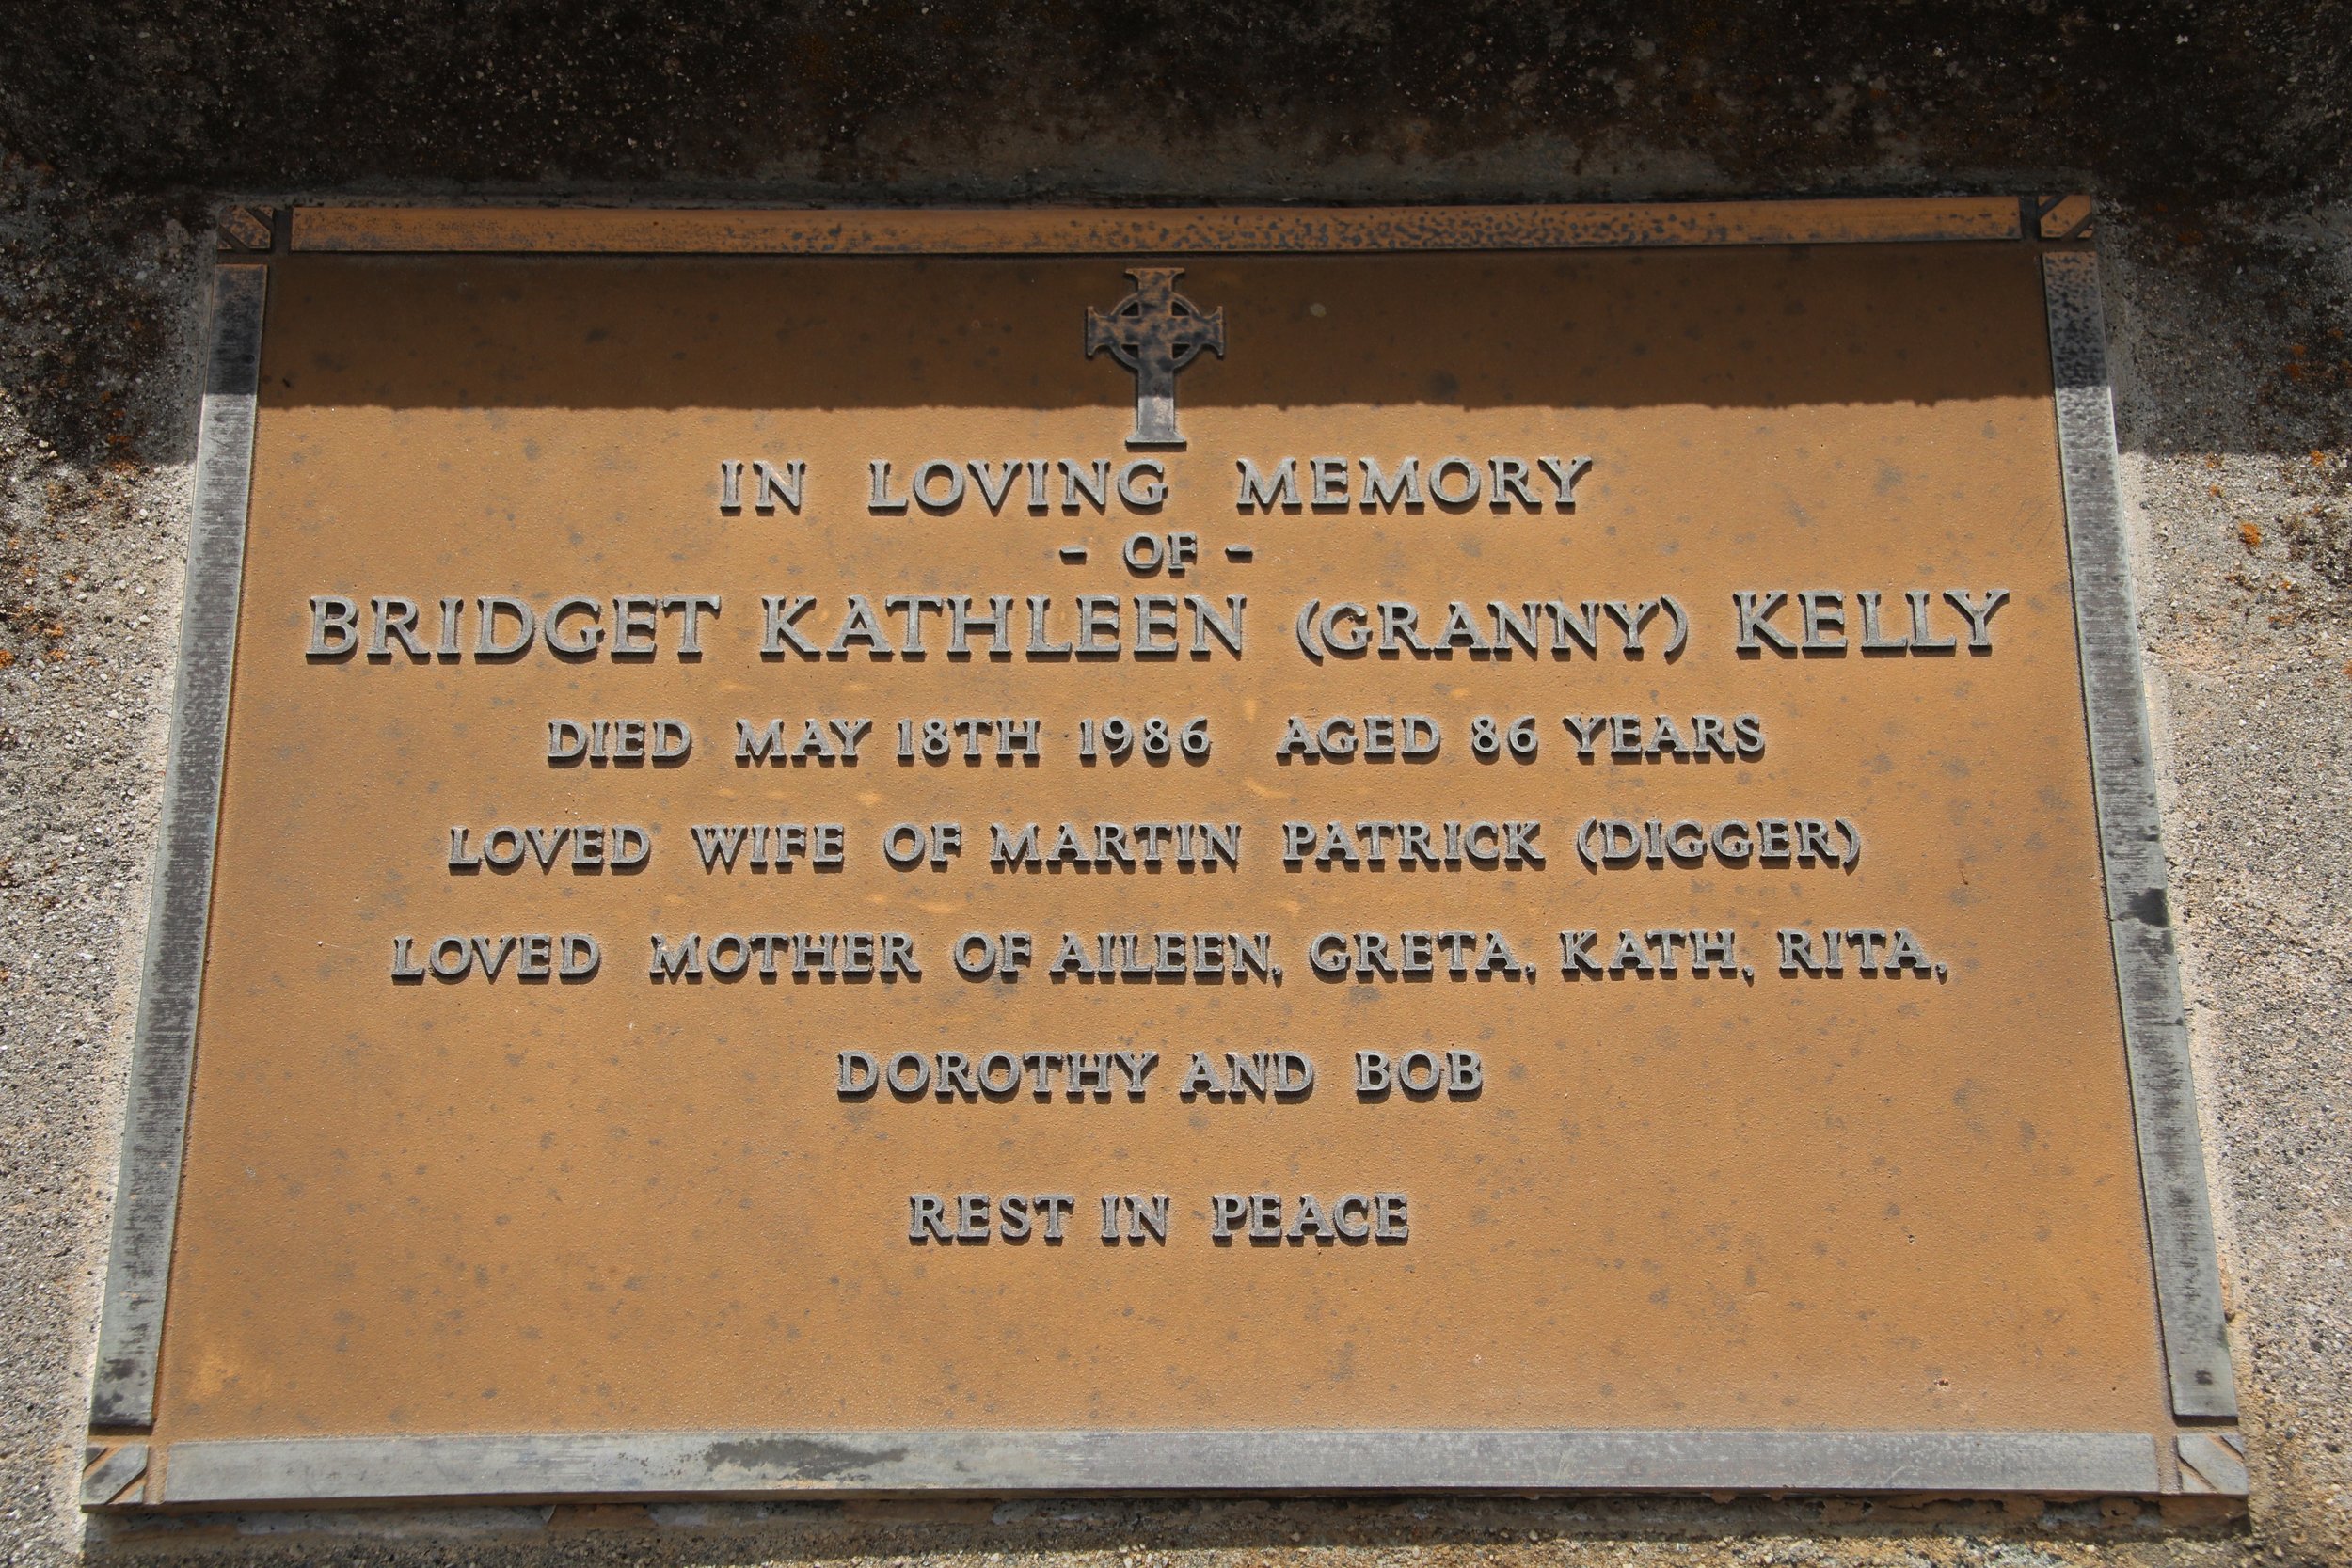 IN LOVING MEMORY
- OF -
BRIDGET KATHLEEN (GRANNY) KELLY
DIED MAY 18TH 1986 AGED 86 YEARS
LOVED WIFE OF MARTIN PATRICK (DIGGER)
LOVED MOTHER OF AILEEN, GRETA, KATH, RITA,
DOROTHY AND BOB
REST IN PEACE